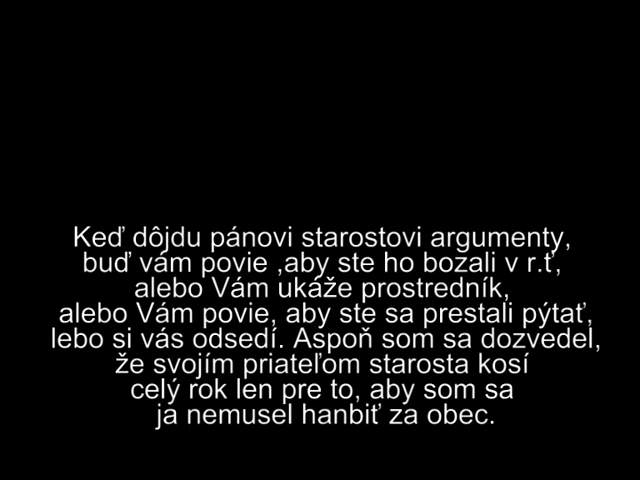 Keď dôjdu pánovi starostovi argumenty,
buď vám povie ,aby ste ho bozali v r.ť,
alebo Vám ukáže prostredník,
alebo Vám povie, aby ste sa prestali pýtať,
lebo si vás odsedí. Aspoň som sa dozvedel,
že svojím priateľom starosta kosí
celý rok len pre to, aby som sa
ja nemusel hanbiť za obec.